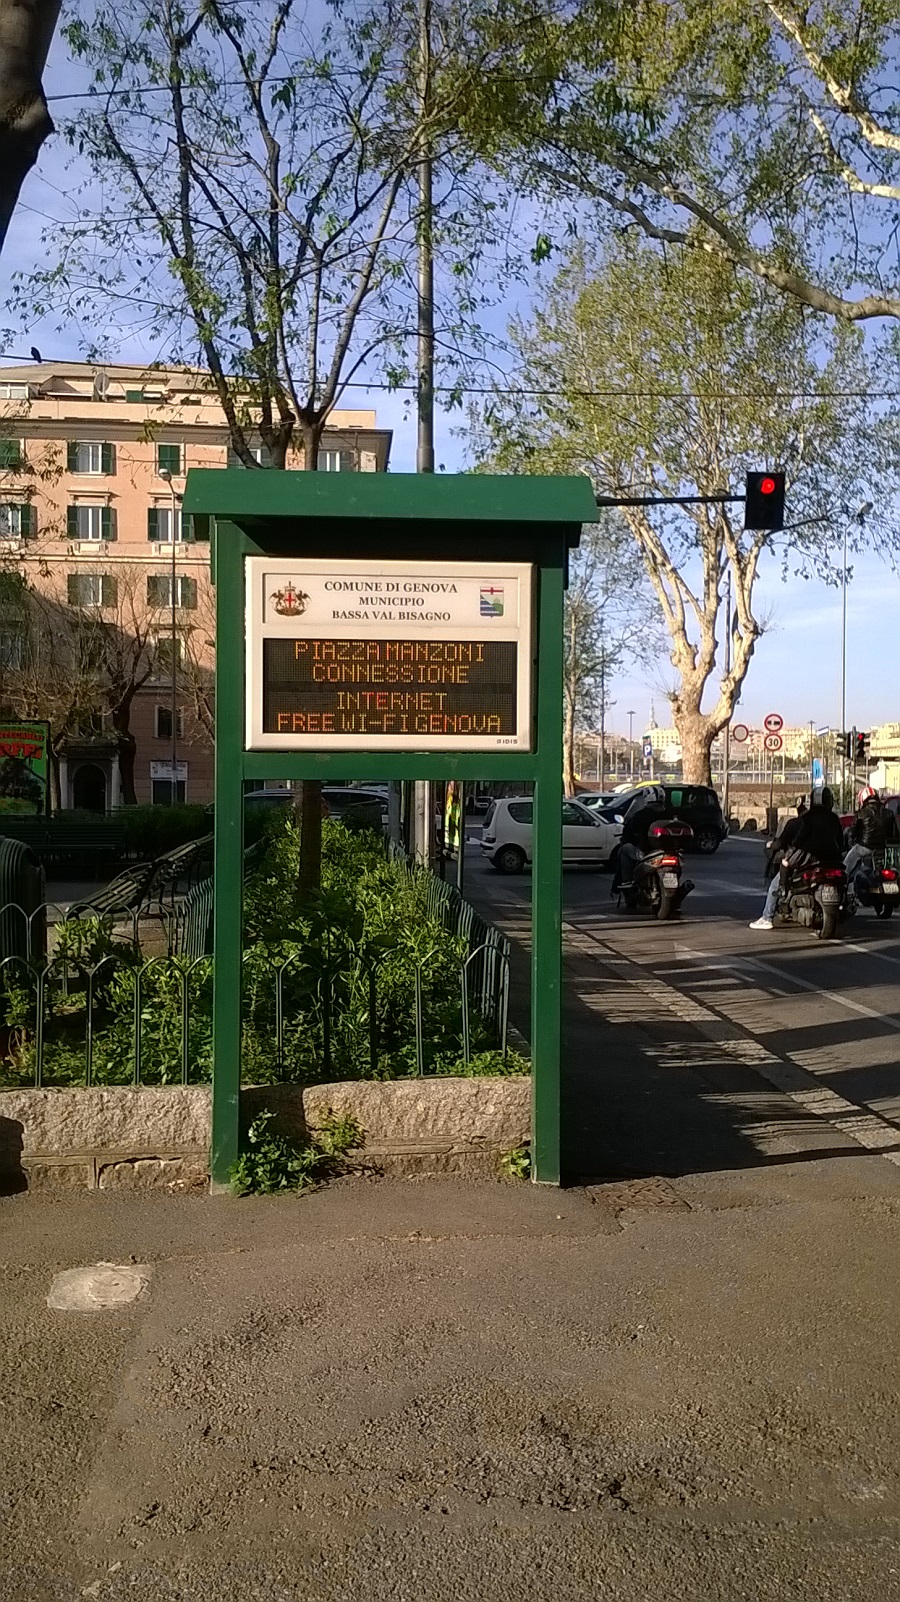 COMUNE DI GENOVA
MUNICIPIO
BASSA VAL BISAGNO
PIAZZA MANZONI
CONNESSIONE
INTERNET
FREE WI-FI GENOVA
30